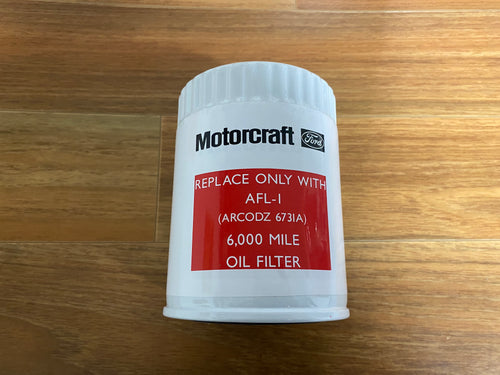 Motorcraft Ford
REPLACE ONLY WITH
AFL-1
(ARCODZ 6731A)
6,000 MILE
OIL FILTER